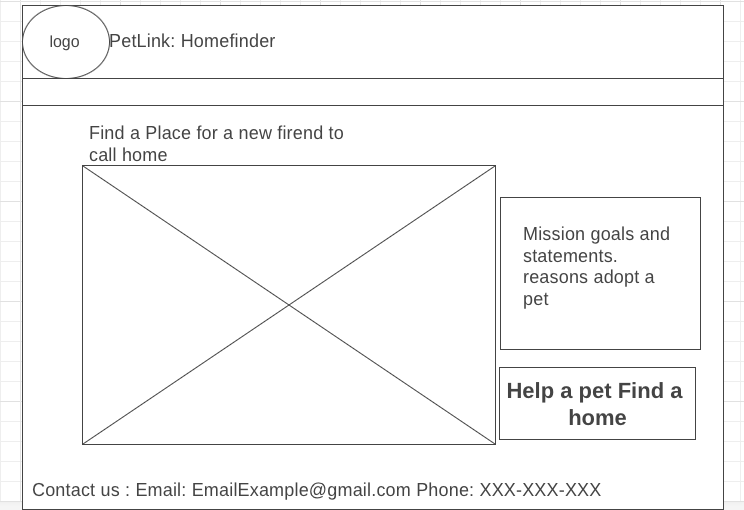 logo
PetLink: Homefinder
Find a Place for a new firend to
call home
Mission goals and
statements.
reasons adopt a
pet
Help a pet Find a
home
Contact us : Email: EmailExample@gmail.com Phone: XXX-XXX-XXX